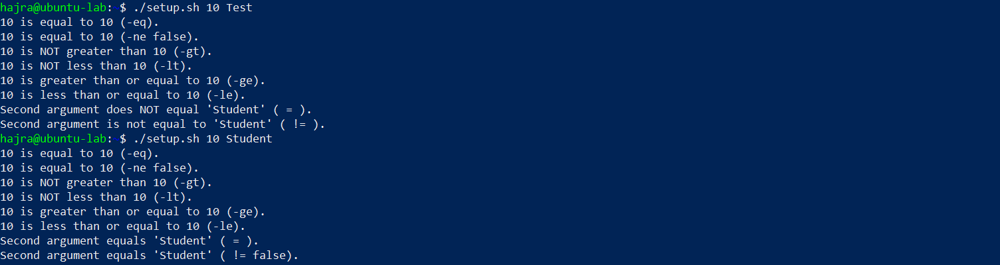 hajra@ubuntu-lab: $ ./setup.sh 10 Test
10 is equal to 10 (-eq).
10 is equal to 10 (-ne false).
10 is NOT greater than 10 (-gt).
10 is NOT less than 10 (-lt).
10 is greater than or equal to 10 (-ge).
10 is less than or equal to 10 (-le).
Second argument does NOT equal 'Student' ( = ).
Second argument is not equal to 'Student' ( != ).
hajra@ubuntu-lab: $ ./setup.sh 10 Student
10 is equal to 10 (-eq).
10 is equal to 10 (-ne false).
10 is NOT greater than 10 (-gt).
10 is NOT less than 10 (-lt).
10 is greater than or equal to 10 (-ge).
10 is less than or equal to 10 (-le).
Second argument equals 'Student' ( = ).
Second argument equals 'Student' ( != false).